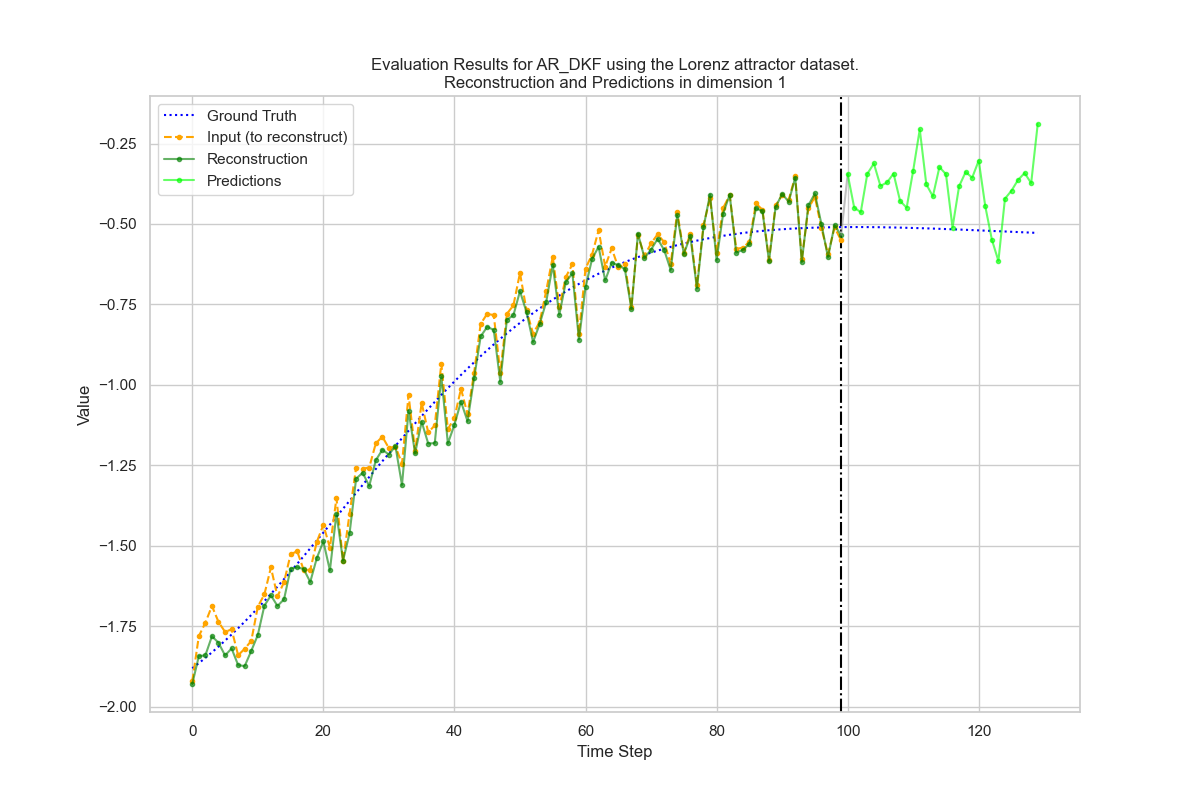 Evaluation Results for AR_DKF using the Lorenz attractor dataset.
Reconstruction and Predictions in dimension 1
Ground Truth
Input (to reconstruct)
Reconstruction
Predictions
−0.25
−0.50
−0.75
−1.00
−1.25
−1.50
−1.75
−2.00
Value
0 20 40 60 80 100 120
Time Step